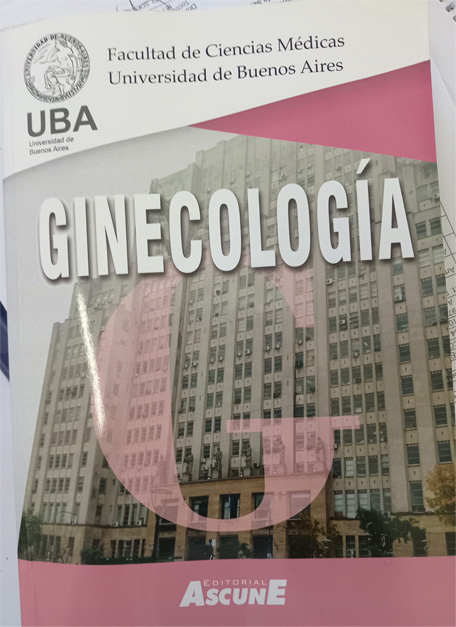 Facultad de Ciencias Médicas
Universidad de Buenos Aires
UBA
Universidad de
Buenos Aires
GINECOLOGÍA
G
EDITORIAL
ASCUNE